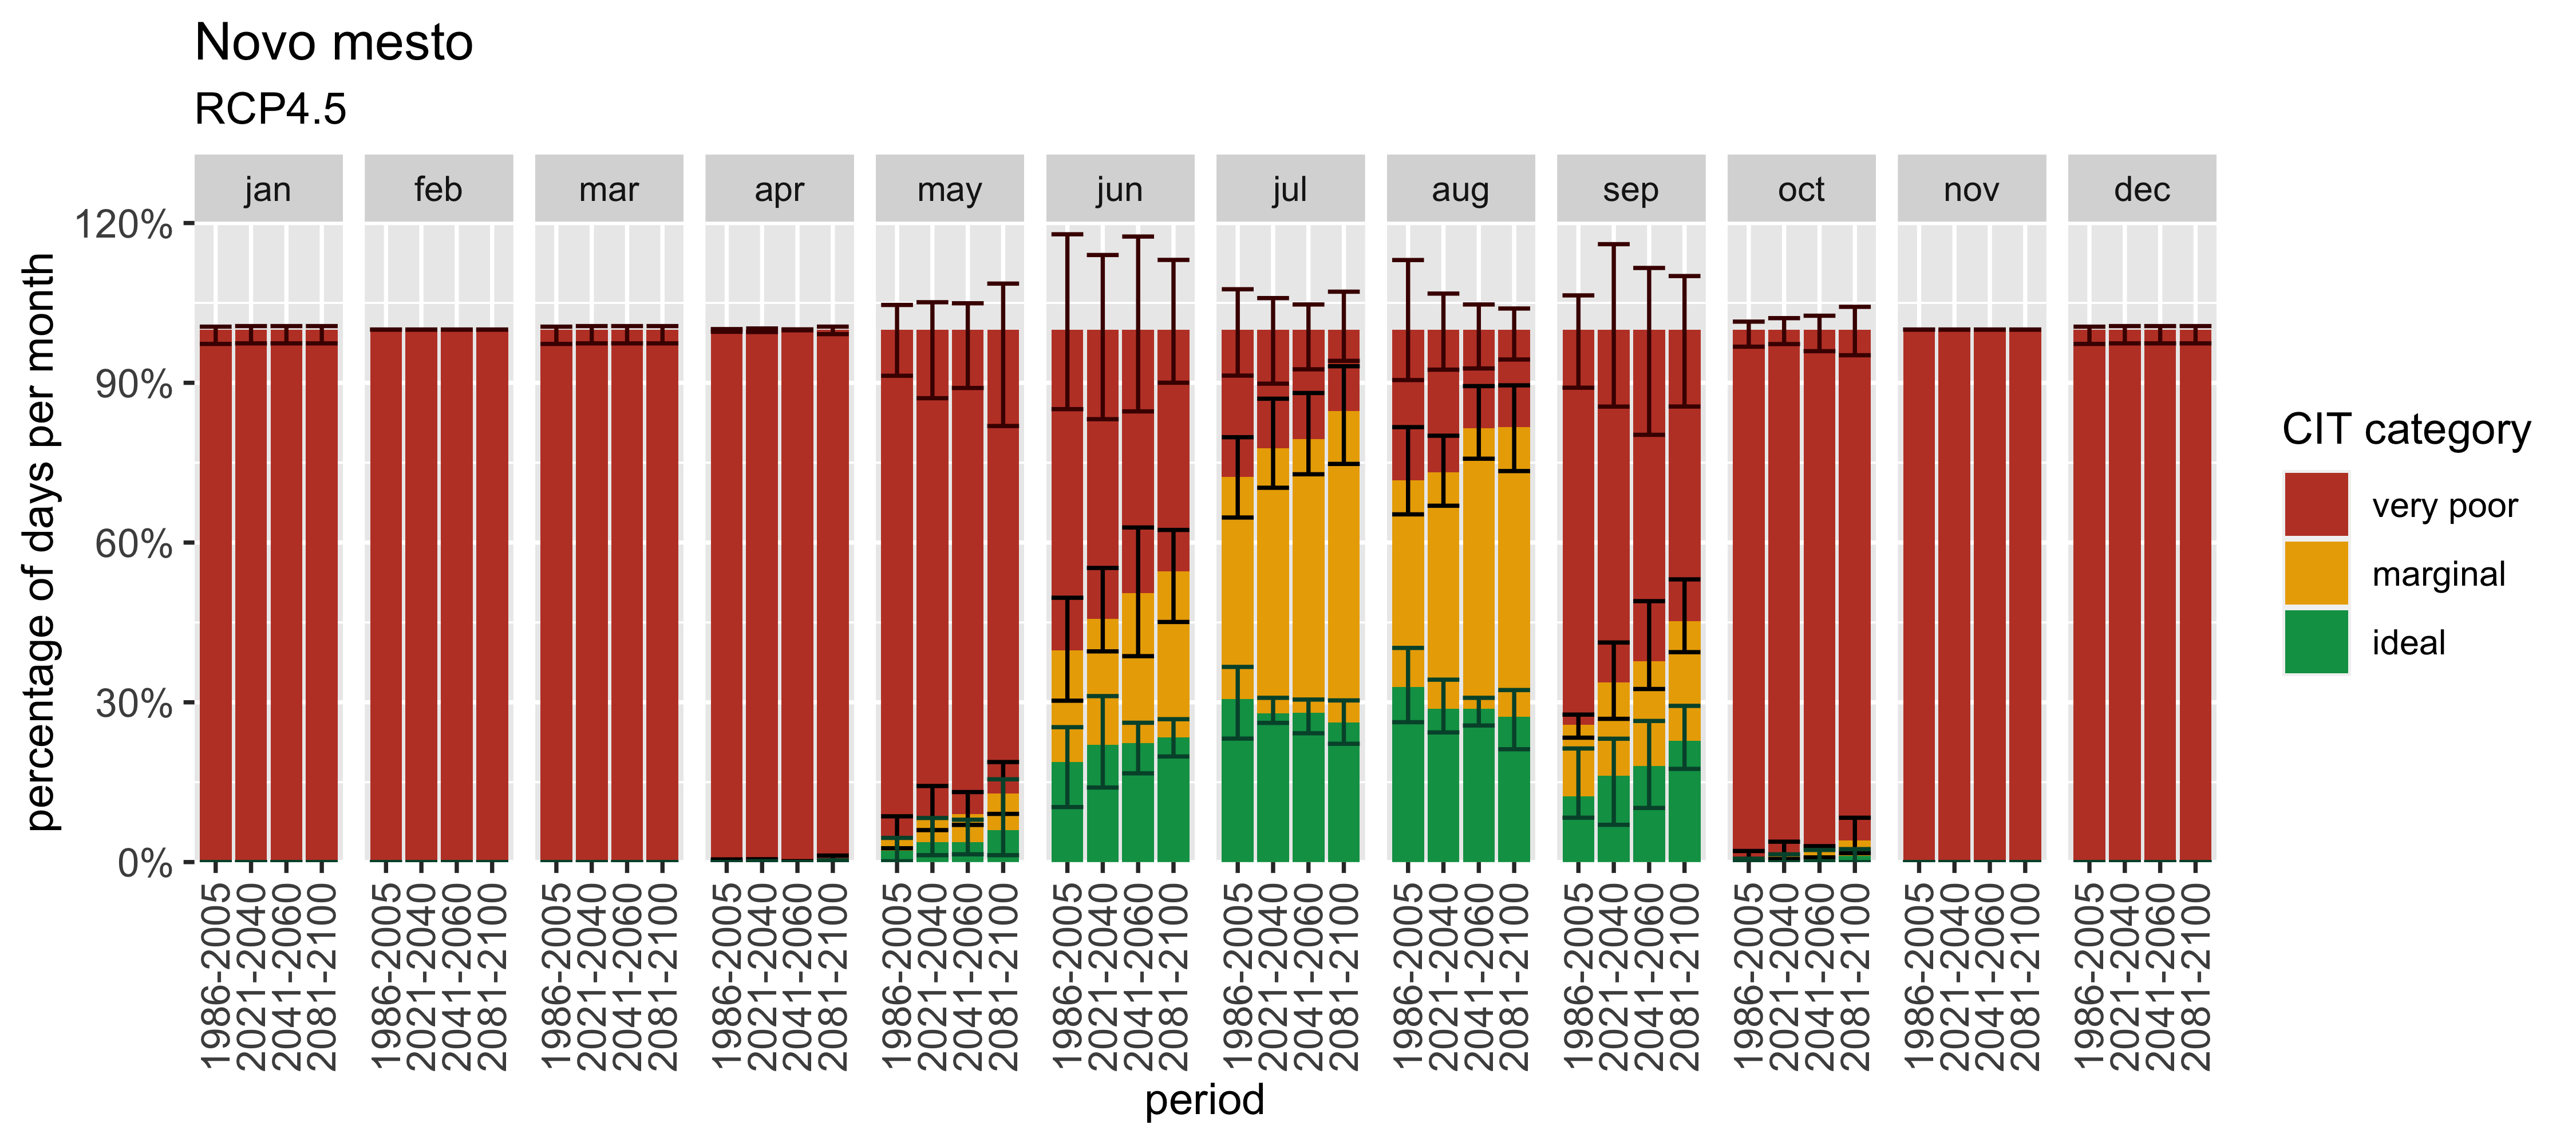 Novo mesto
RCP4.5
jan feb mar apr may jun jul aug sep oct nov dec
120%
90%
60%
30%
0%
percentage of days per month
1986-2005 2021-2040 2041-2060 2081-2100 1986-2005 2021-2040 2041-2060 2081-2100 1986-2005 2021-2040 2041-2060 2081-2100 1986-2005 2021-2040 2041-2060 2081-2100 1986-2005 2021-2040 2041-2060 2081-2100 1986-2005 2021-2040 2041-2060 2081-2100 1986-2005 2021-2040 2041-2060 2081-2100 1986-2005 2021-2040 2041-2060 2081-2100 1986-2005 2021-2040 2041-2060 2081-2100 1986-2005 2021-2040 2041-2060 2081-2100 1986-2005 2021-2040 2041-2060 2081-2100 1986-2005 2021-2040 2041-2060 2081-2100
period
CIT category
very poor
marginal
ideal